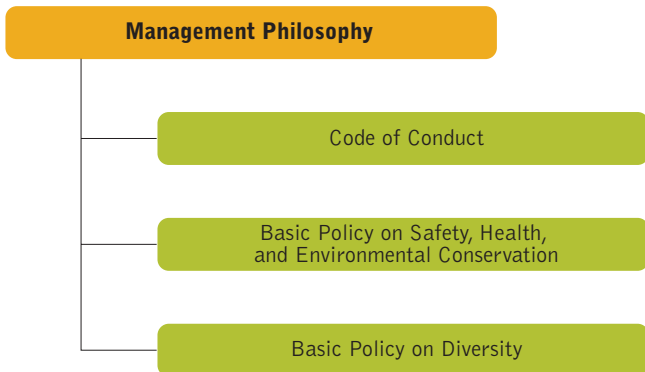 Management Philosophy
Code of Conduct
Basic Policy on Safety, Health,
and Environmental Conservation
Basic Policy on Diversity